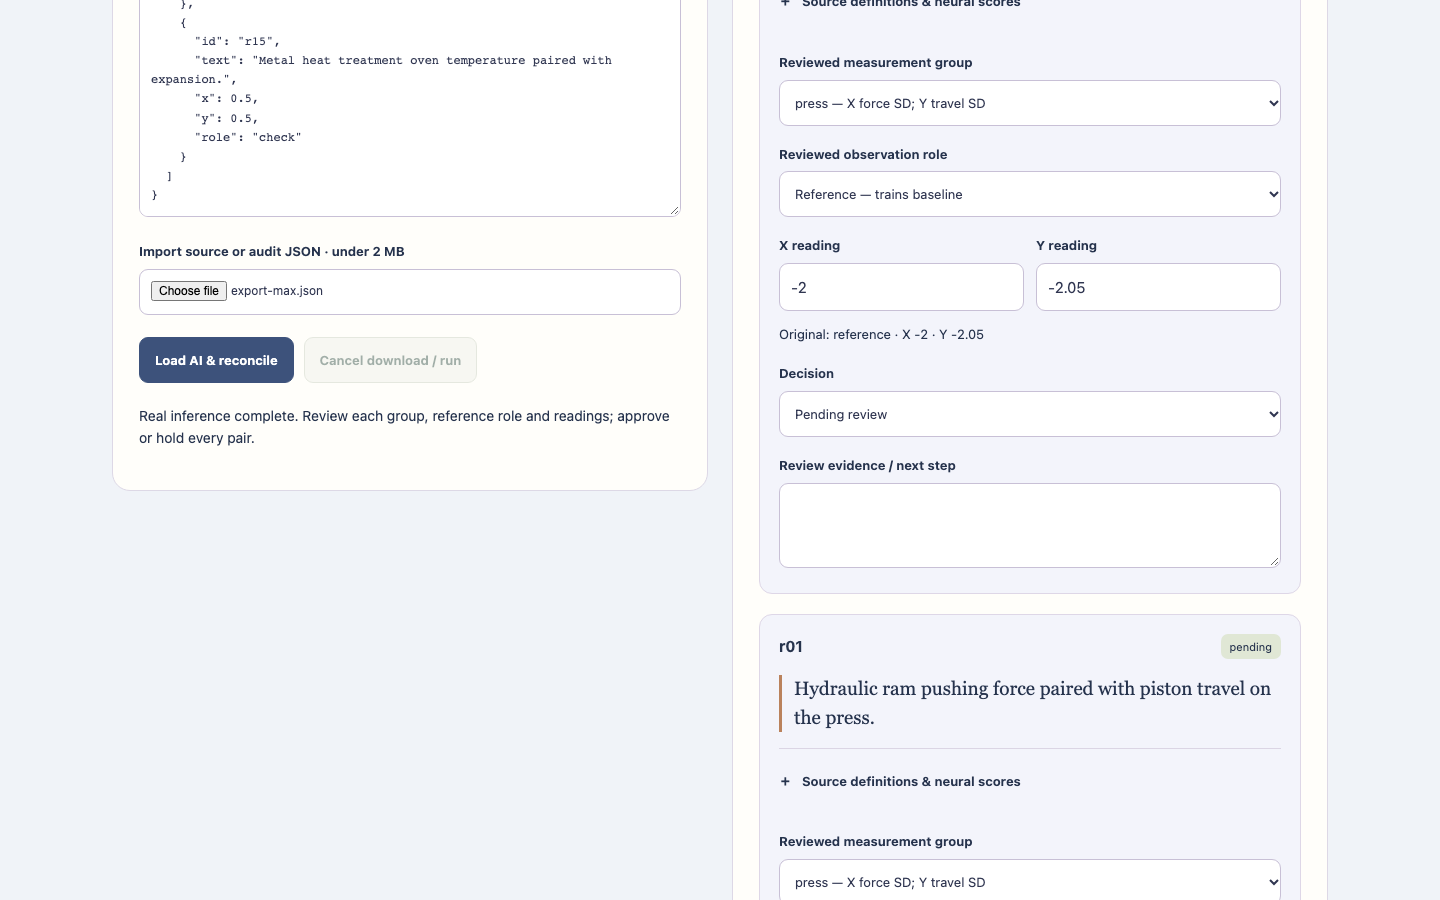 },
{
"id": "r15",
"text": "Metal heat treatment oven temperature paired with
expansion.",
"x": 0.5,
"y": 0.5,
"role": "check"
}
]
}
Import source or audit JSON · under 2 MB
Choose file export-max.json
Load AI & reconcile
Cancel download / run
Real inference complete. Review each group, reference role and readings; approve
or hold every pair.
+ Source definitions & neural scores
Reviewed measurement group
press — X force SD; Y travel SD
Reviewed observation role
Reference — trains baseline
X reading
Y reading
-2
-2.05
Original: reference · X -2 · Y -2.05
Decision
Pending review
Review evidence / next step
r01
pending
Hydraulic ram pushing force paired with piston travel on
the press.
+ Source definitions & neural scores
Reviewed measurement group
press — X force SD; Y travel SD